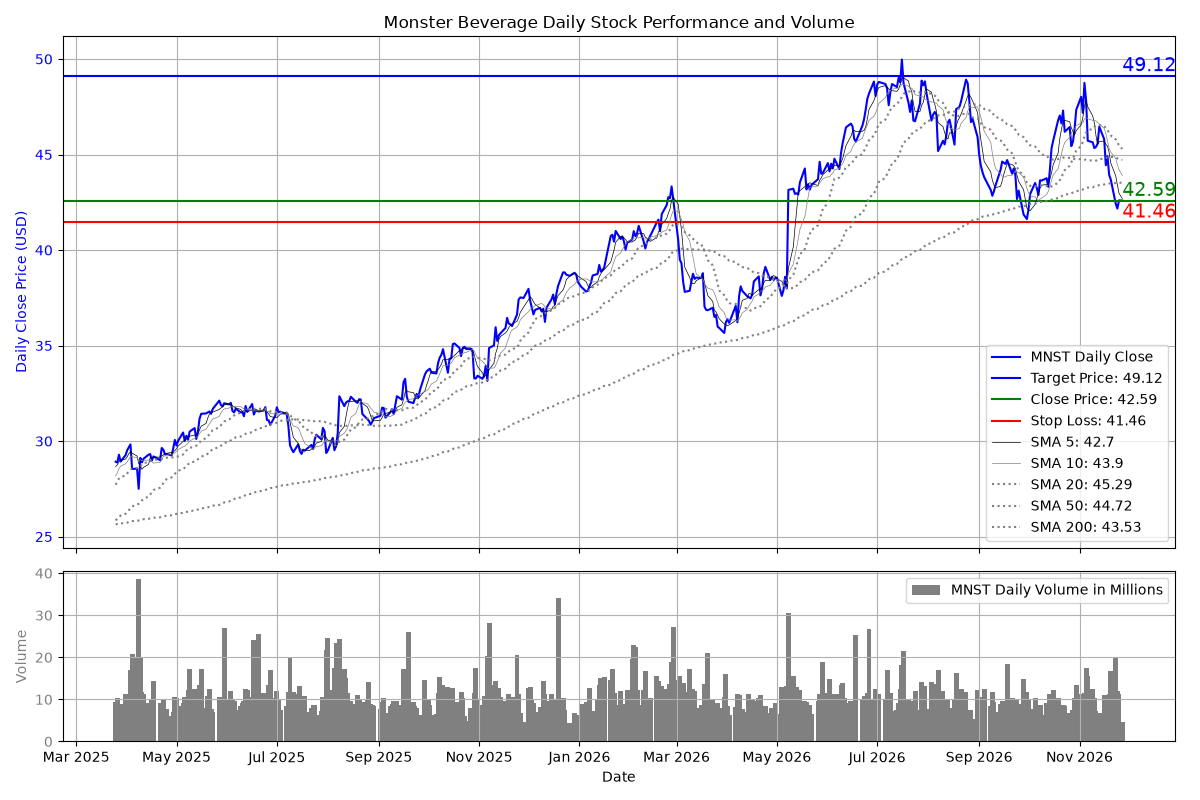 Monster Beverage Daily Stock Performance and Volume
Daily Close Price (USD)
50
45
40
35
30
25
49.12
42.59
41.46
MNST Daily Close
Target Price: 49.12
Close Price: 42.59
Stop Loss: 41.46
SMA 5: 42.7
SMA 10: 43.9
SMA 20: 45.29
SMA 50: 44.72
SMA 200: 43.53
Volume
40
30
20
10
0
MNST Daily Volume in Millions
Mar 2025 May 2025 Jul 2025 Sep 2025 Nov 2025 Jan 2026 Mar 2026 May 2026 Jul 2026 Sep 2026 Nov 2026
Date